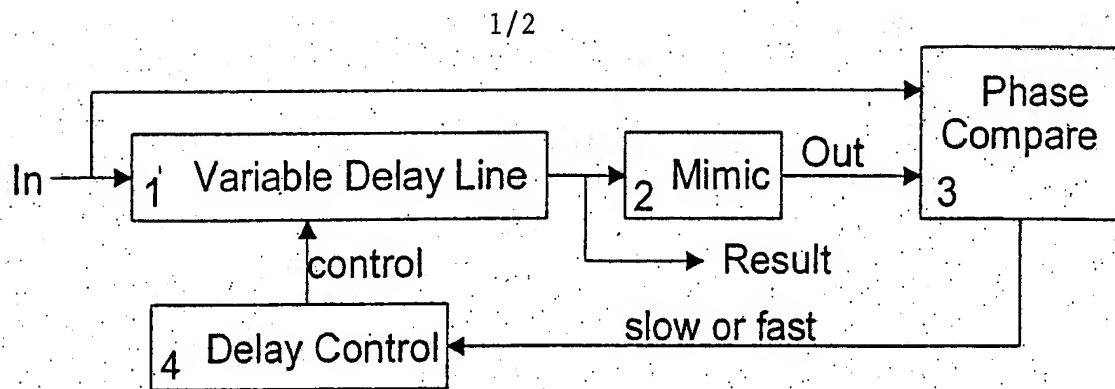 1/2
Phase
Compare
3
In
1 Variable Delay Line
2 Mimic
Out
Result
control
slow or fast
4 Delay Control